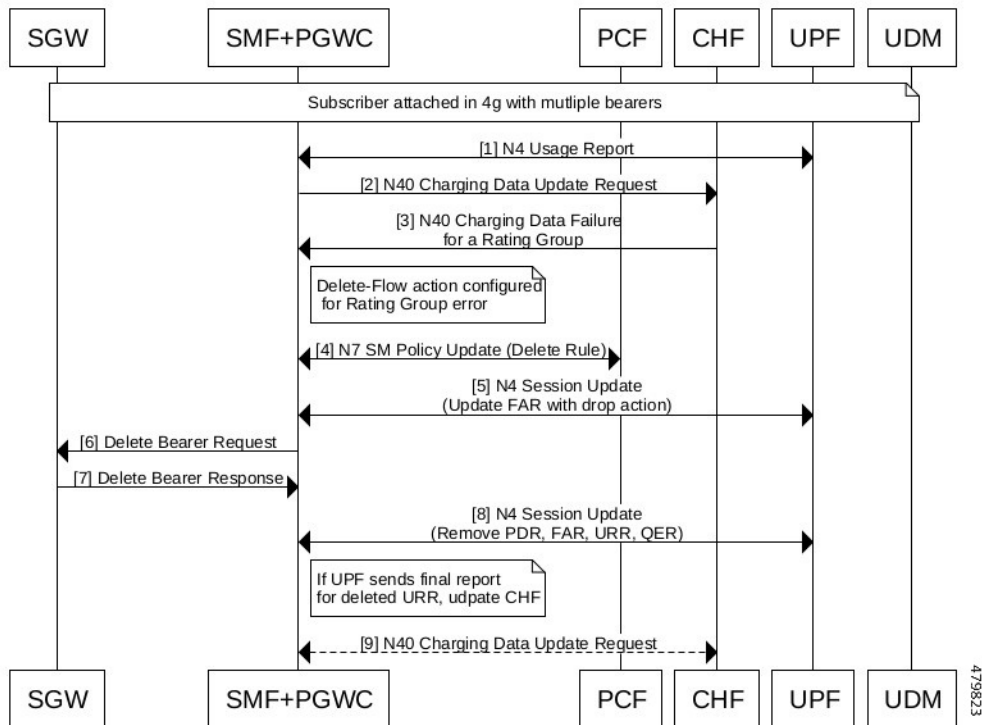 SGW
SMF+PGWC
PCF
CHF
UPF
UDM
Subscriber attached in 4g with mutliple bearers
[1] N4 Usage Report
[2] N40 Charging Data Update Request
[3] N40 Charging Data Failure
for a Rating Group
Delete-Flow action configured
for Rating Group error
[4] N7 SM Policy Update (Delete Rule)
[5] N4 Session Update
(Update FAR with drop action)
[6] Delete Bearer Request
[7] Delete Bearer Response
[8] N4 Session Update
(Remove PDR, FAR, URR, QER)
If UPF sends final report
for deleted URR, udpate CHF
[9] N40 Charging Data Update Request
SGW
SMF+PGWC
PCF
CHF
UPF
UDM
479823